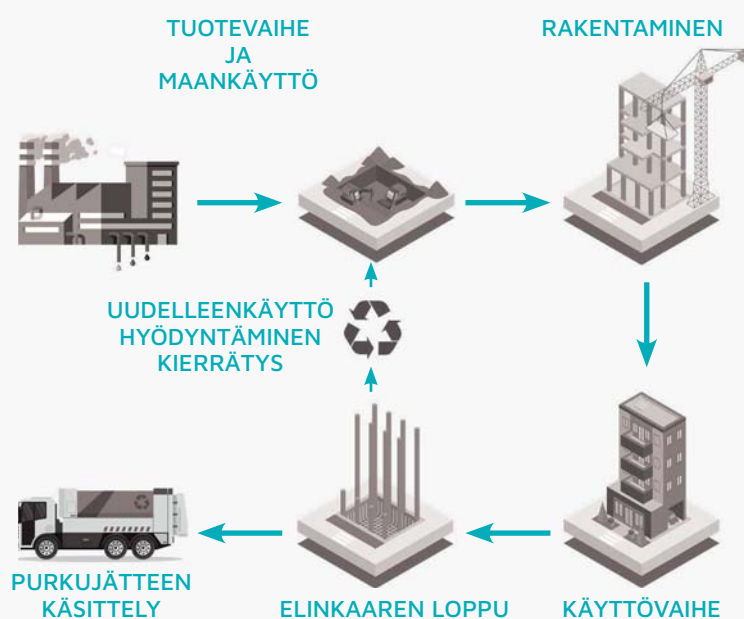 TUOTEVAIHE
JA
MAANKÄYTTÖ
RAKENTAMINEN
UUDELLEENKÄYTTÖ
HYÖDYNTÄMINEN
KIERRÄTYS
PURKUJÄTTEEN
KÄSITTELY
ELINKAAREN LOPPU
KÄYTTÖVAIHE